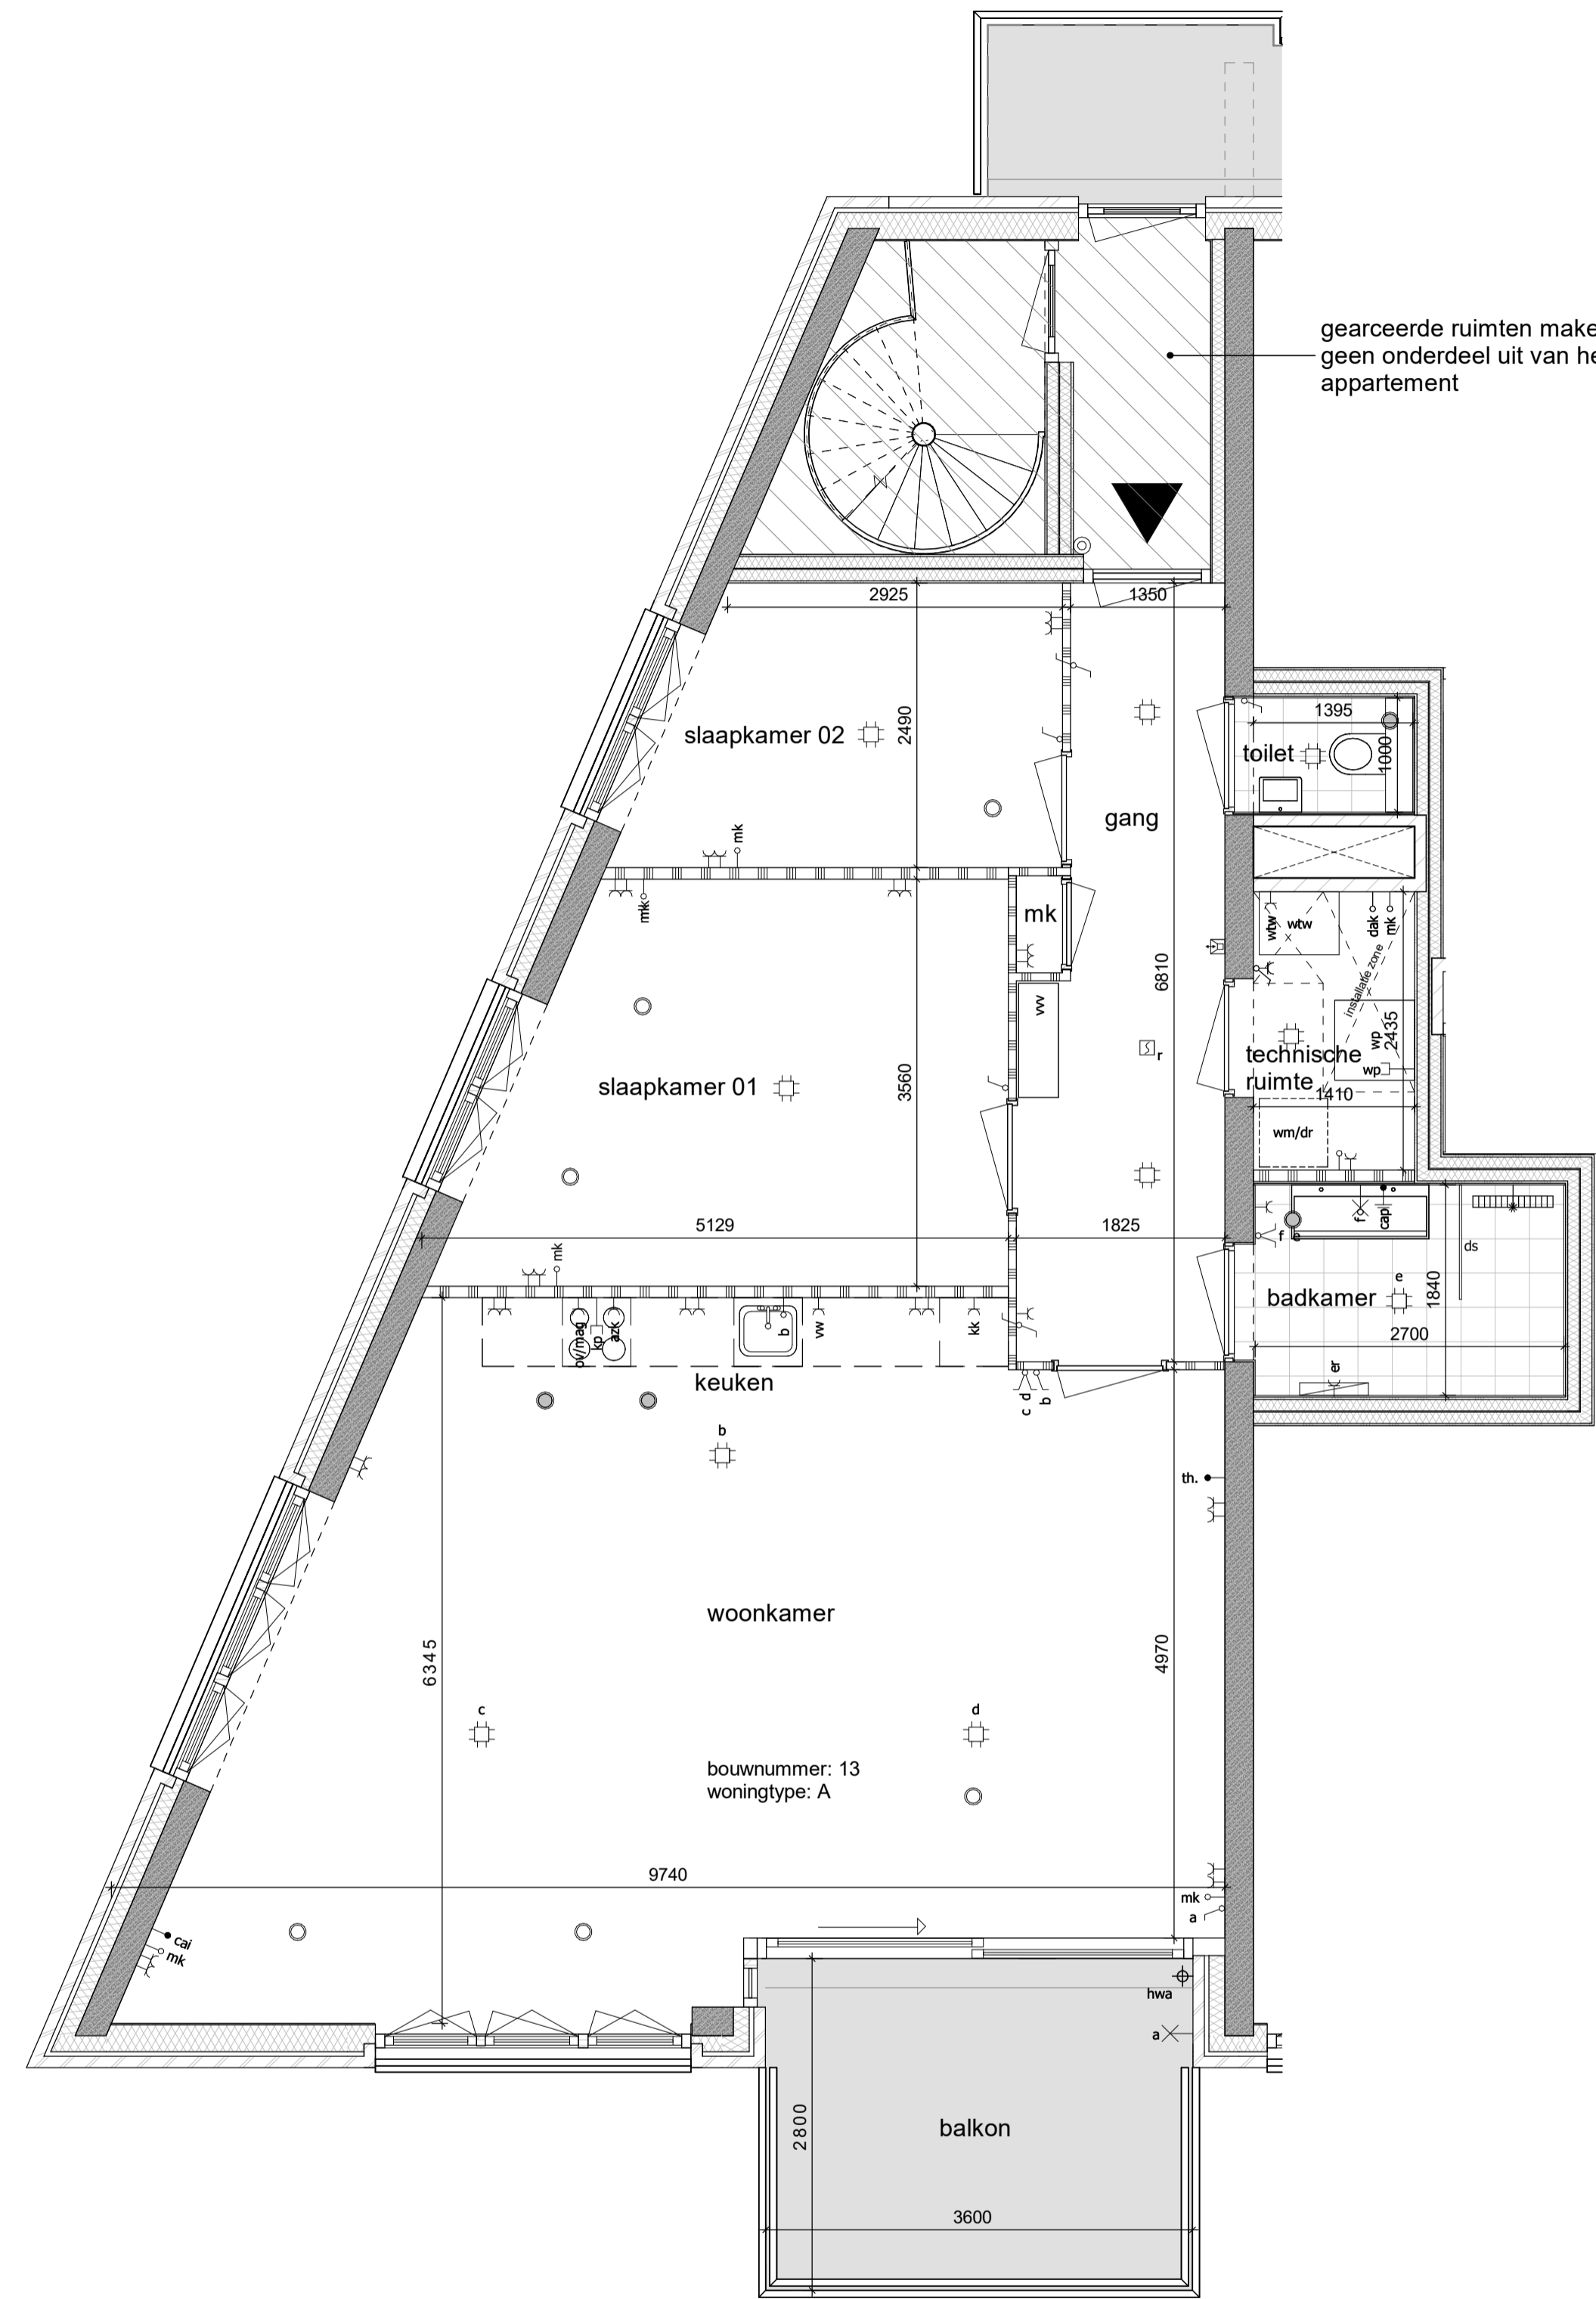 gearceerde ruimten make
geen onderdeel uit van he
appartement
2925
1350
2490
slaapkamer 02
toilet
1395
1000
gang
mk
mk
mk
wtw
wtw
dak
mk
installatie zone
6810
vvv
r
wp
2435
wp
technische
ruimte
1410
wm/dr
slaapkamer 01
3560
5129
1825
mk
f
cap
f e
ds
e
badkamer
1840
2700
er
ov/mag
kp
azk
b
vw
kk
keuken
c d
b
b
th.
woonkamer
6345
4970
c
d
bouwnummer: 13
woningtype: A
9740
mk
a
cai
mk
hwa
a
balkon
2800
3600